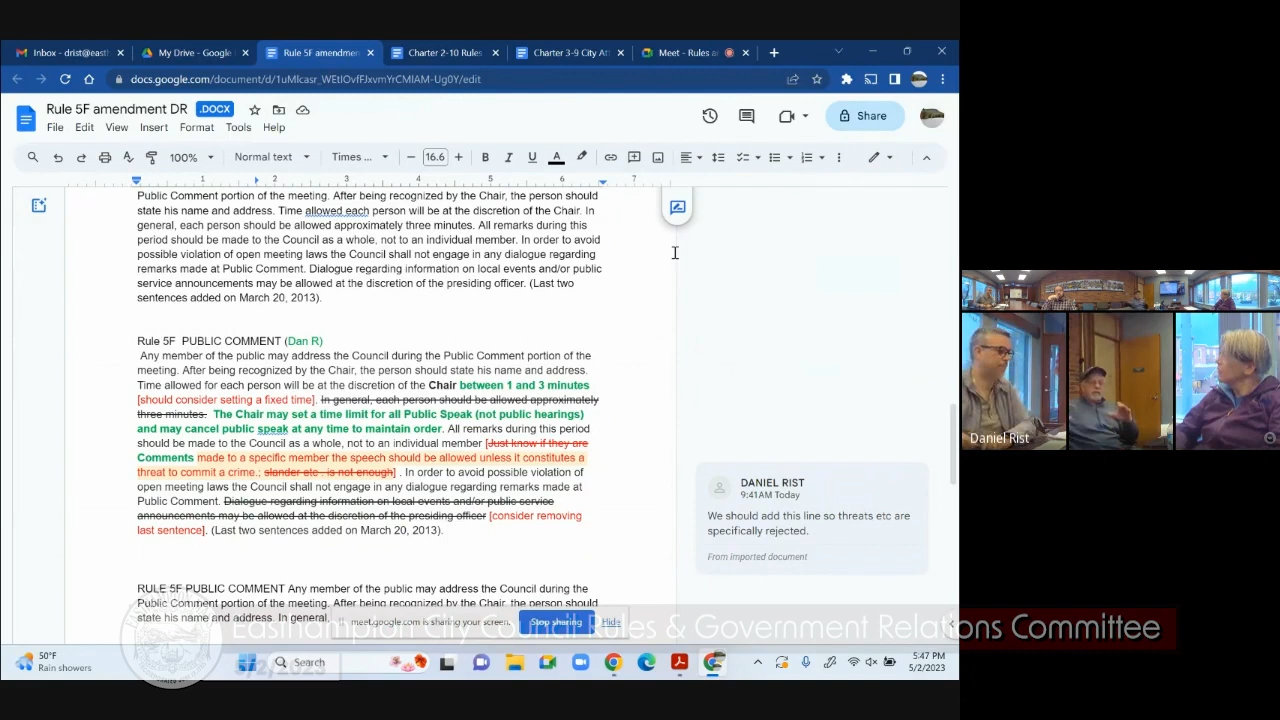 Inbox - drist@easth
My Drive - Google
Rule 5F amendmen
Charter 2-10 Rules
Charter 3-9 City At
Meet - Rules a
docs.google.com/document/d/1uMlcasr_WEtIOvfFJxvmYrCMIAM-Ug0Y/edit
Rule 5F amendment DR .DOCX
File Edit View Insert Format Tools Help
Share
100% Normal text Times ... 16.6 B I U A
1 2 3 4 5 6 7
Public Comment portion of the meeting. After being recognized by the Chair, the person should
state his name and address. Time allowed each person will be at the discretion of the Chair. In
general, each person should be allowed approximately three minutes. All remarks during this
period should be made to the Council as a whole, not to an individual member. In order to avoid
possible violation of open meeting laws the Council shall not engage in any dialogue regarding
remarks made at Public Comment. Dialogue regarding information on local events and/or public
service announcements may be allowed at the discretion of the presiding officer. (Last two
sentences added on March 20, 2013).
Rule 5F PUBLIC COMMENT (Dan R)
Any member of the public may address the Council during the Public Comment portion of the
meeting. After being recognized by the Chair, the person should state his name and address.
Time allowed for each person will be at the discretion of the Chair between 1 and 3 minutes
[should consider setting a fixed time]. In general, each person should be allowed approximately
three minutes. The Chair may set a time limit for all Public Speak (not public hearings)
and may cancel public speak at any time to maintain order. All remarks during this period
should be made to the Council as a whole, not to an individual member [Just know if they are
Comments made to a specific member the speech should be allowed unless it constitutes a
threat to commit a crime.; slander etc . is not enough] . In order to avoid possible violation of
open meeting laws the Council shall not engage in any dialogue regarding remarks made at
Public Comment. Dialogue regarding information on local events and/or public service
announcements may be allowed at the discretion of the presiding officer [consider removing
last sentence]. (Last two sentences added on March 20, 2013).
DANIEL RIST
9:41AM Today
We should add this line so threats etc are
specifically rejected.
From imported document
RULE 5F PUBLIC COMMENT Any member of the public may address the Council during the
Public Comment portion of the meeting. After being recognized by the Chair, the person should
state his name and address. In general,
meet.google.com is sharing your screen. Stop sharing Hide
Easthampton City Council Rules & Government Relations Committee
5/2/2023
50°F
Rain showers
Search
5:47 PM
5/2/2023
Daniel Rist